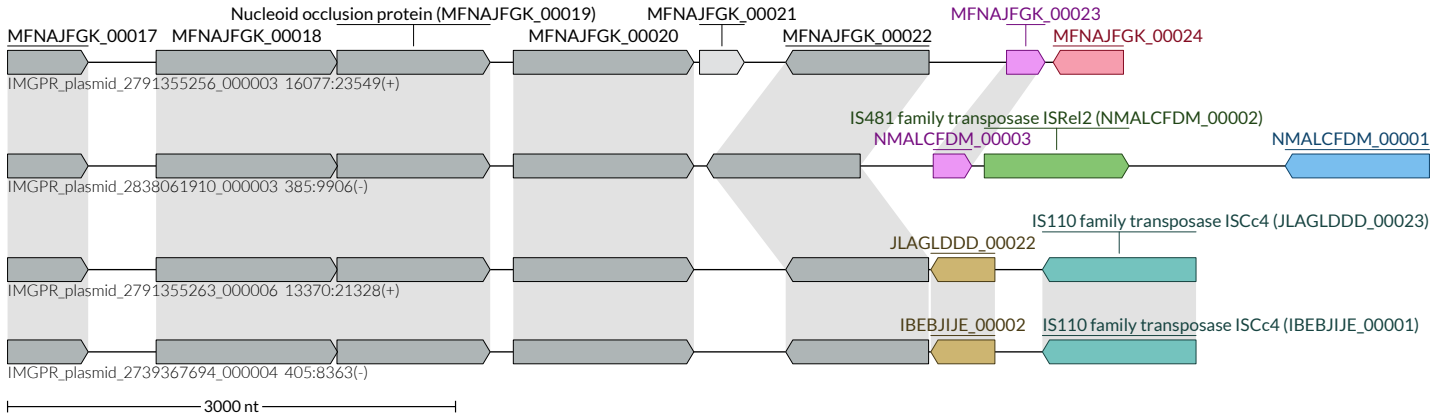 Nucleoid occlusion protein (MFNAJFGK_00019)
MFNAJFGK_00021
MFNAJFGK_00023
MFNAJFGK_00017
MFNAJFGK_00018
MFNAJFGK_00020
MFNAJFGK_00022
MFNAJFGK_00024
IMGPR_plasmid_2791355256_000003 16077:23549(+)
IS481 family transposase ISRel2 (NMALCFDM_00002)
NMALCFDM_00003
NMALCFDM_00001
IMGPR_plasmid_2838061910_000003 385:9906(-)
IS110 family transposase ISCc4 (JLAGLDDD_00023)
JLAGLDDD_00022
IMGPR_plasmid_2791355263_000006 13370:21328(+)
IBEBJIJE_00002
IS110 family transposase ISCc4 (IBEBJIJE_00001)
IMGPR_plasmid_2739367694_000004 405:8363(-)
3000 nt